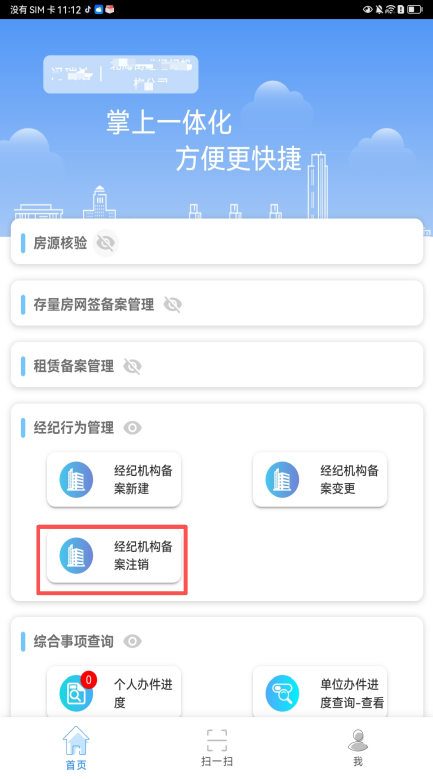 没有 SIM 卡 11:12
掌上一体化
方便更快捷
房源核验
存量房网签备案管理
租赁备案管理
经纪行为管理
经纪机构备
案新建
经纪机构备
案变更
经纪机构备
案注销
综合事项查询
0
个人办件进
度
单位办件进
度查询-查看
首页
扫一扫
我